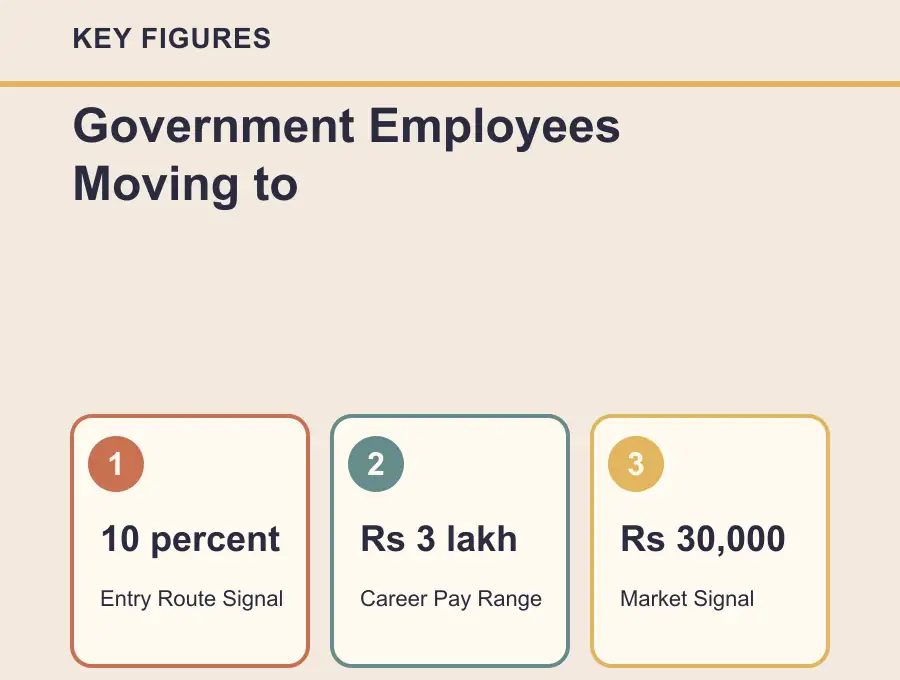 KEY FIGURES
Government Employees
Moving to
1
10 percent
Entry Route Signal
2
Rs 3 lakh
Career Pay Range
3
Rs 30,000
Market Signal